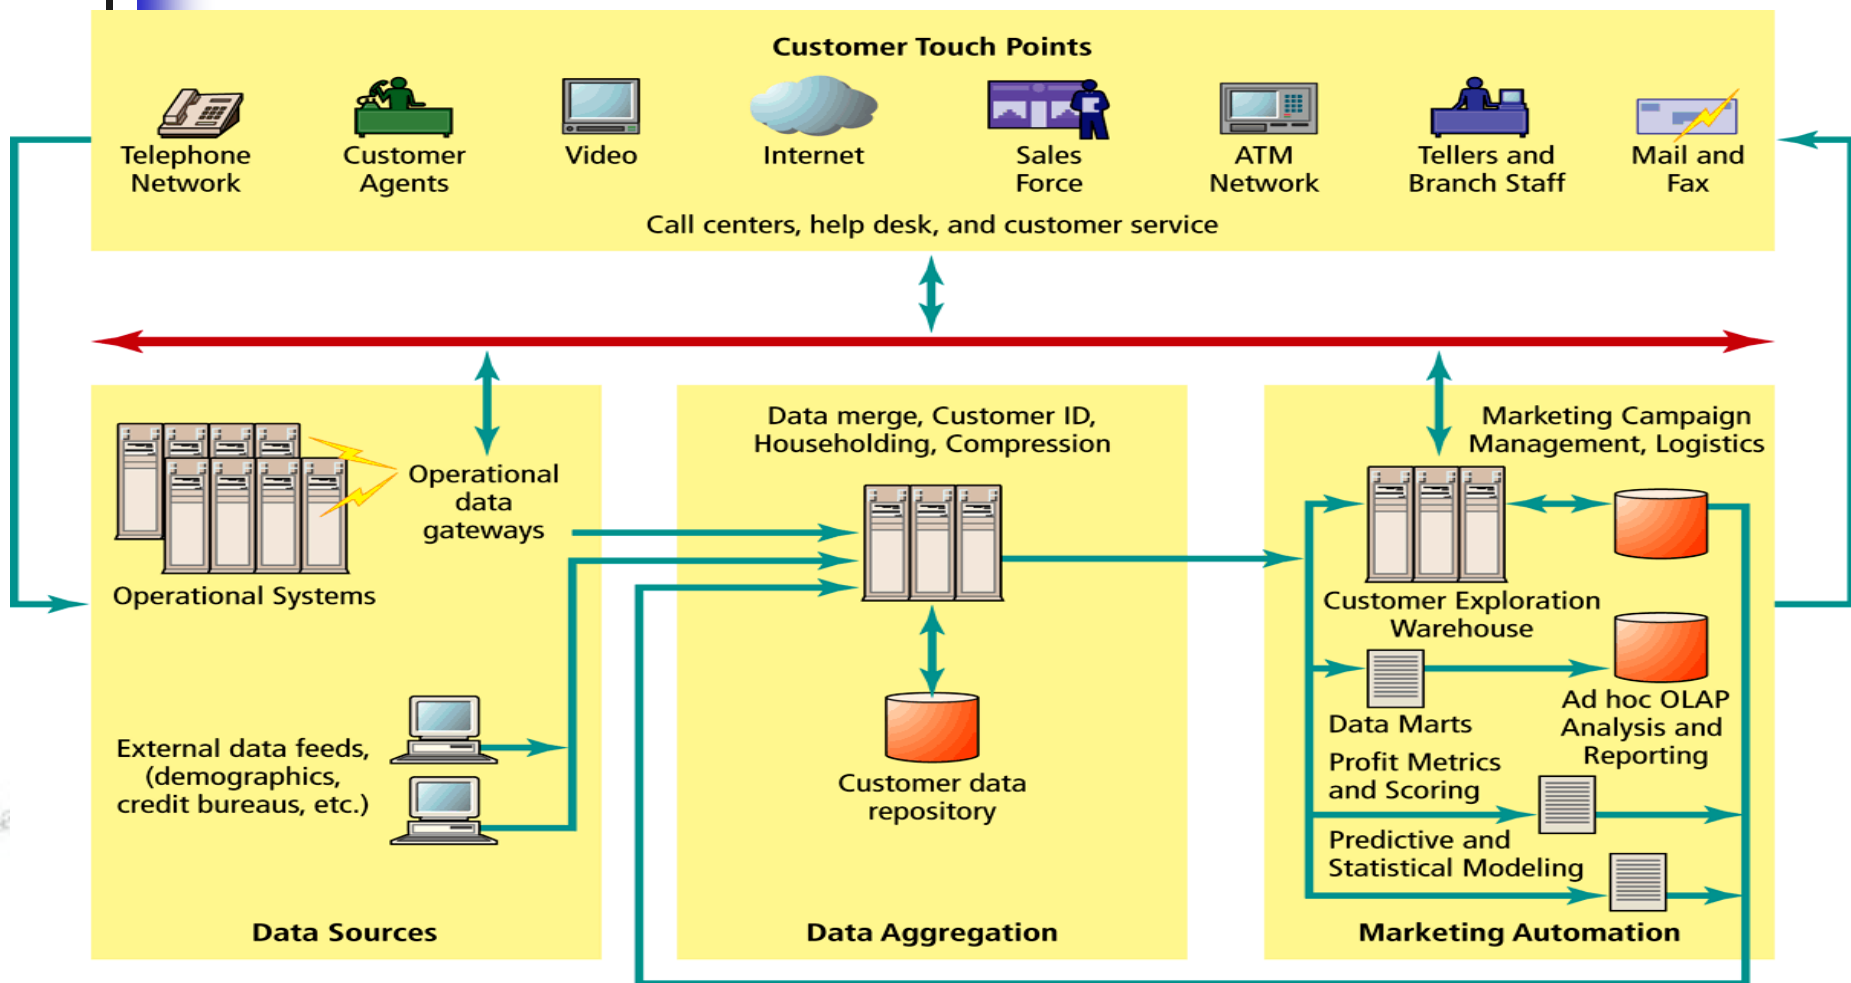 Customer Touch Points
Telephone
Network
Customer
Agents
Video
Internet
Sales
Force
ATM
Network
Tellers and
Branch Staff
Mail and
Fax
Call centers, help desk, and customer service
Operational
data
gateways
Operational Systems
External data feeds,
(demographics,
credit bureaus, etc.)
Data Sources
Data merge, Customer ID,
Householding, Compression
Customer data
repository
Data Aggregation
Marketing Campaign
Management, Logistics
Customer Exploration
Warehouse
Data Marts
Ad hoc OLAP
Analysis and
Reporting
Profit Metrics
and Scoring
Predictive and
Statistical Modeling
Marketing Automation